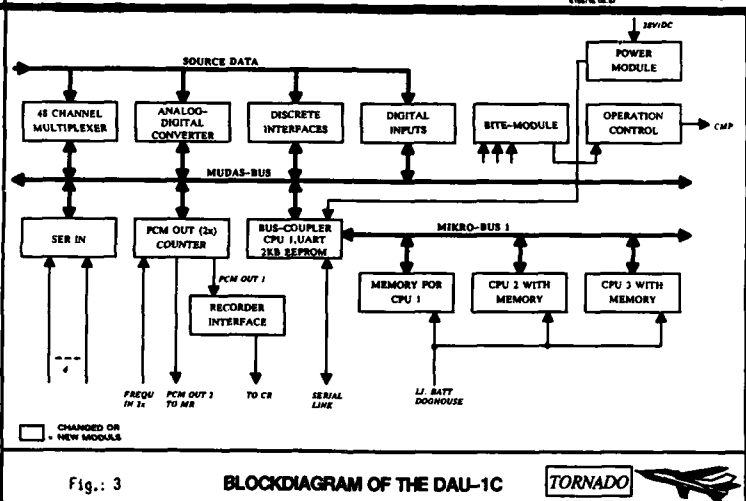 28V/DC
POWER
MODULE
SOURCE DATA
48 CHANNEL
MULTIPLEXER
ANALOG-
DIGITAL
CONVERTER
DISCRETE
INTERFACES
DIGITAL
INPUTS
BITE-MODULE
OPERATION
CONTROL
CMP
MUDAS-BUS
SER IN
PCM OUT (2x)
COUNTER
BUS-COUPLER
CPU 1,UART
2KB EEPROM
MIKRO-BUS 1
MEMORY FOR
CPU 1
CPU 2 WITH
MEMORY
CPU 3 WITH
MEMORY
PCM OUT 1
RECORDER
INTERFACE
4
FREQU
IN 2x
PCM OUT 2
TO MR
TO CR
SERIAL
LINK
LI. BATT
DOGHOUSE
CHANGED OR
= NEW MODULS
Fig.: 3
BLOCKDIAGRAM OF THE DAU-1C
TORNADO